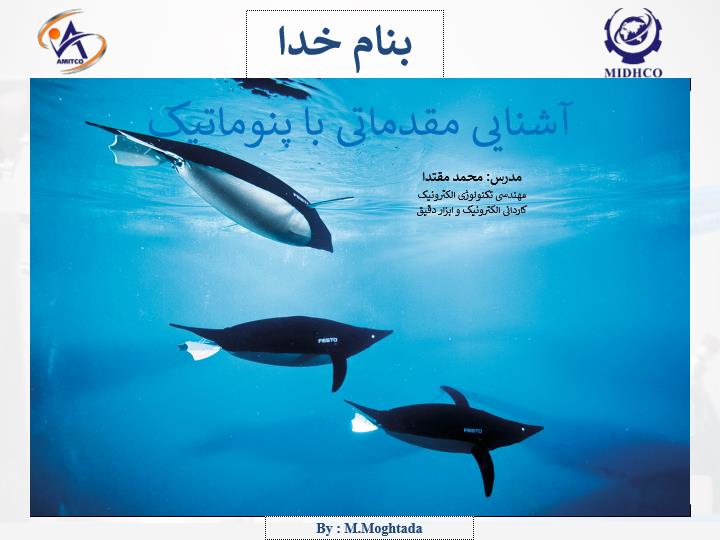 بنام خدا
AMITCO
MIDHCO
آشنایی مقدماتی با پنوماتیک
مدرس: محمد مقتدا
مهندسی تکنولوژی الکترونیک
کاردانی الکترونیک و ابزار دقیق
FESTO
FESTO
By : M.Moghtada